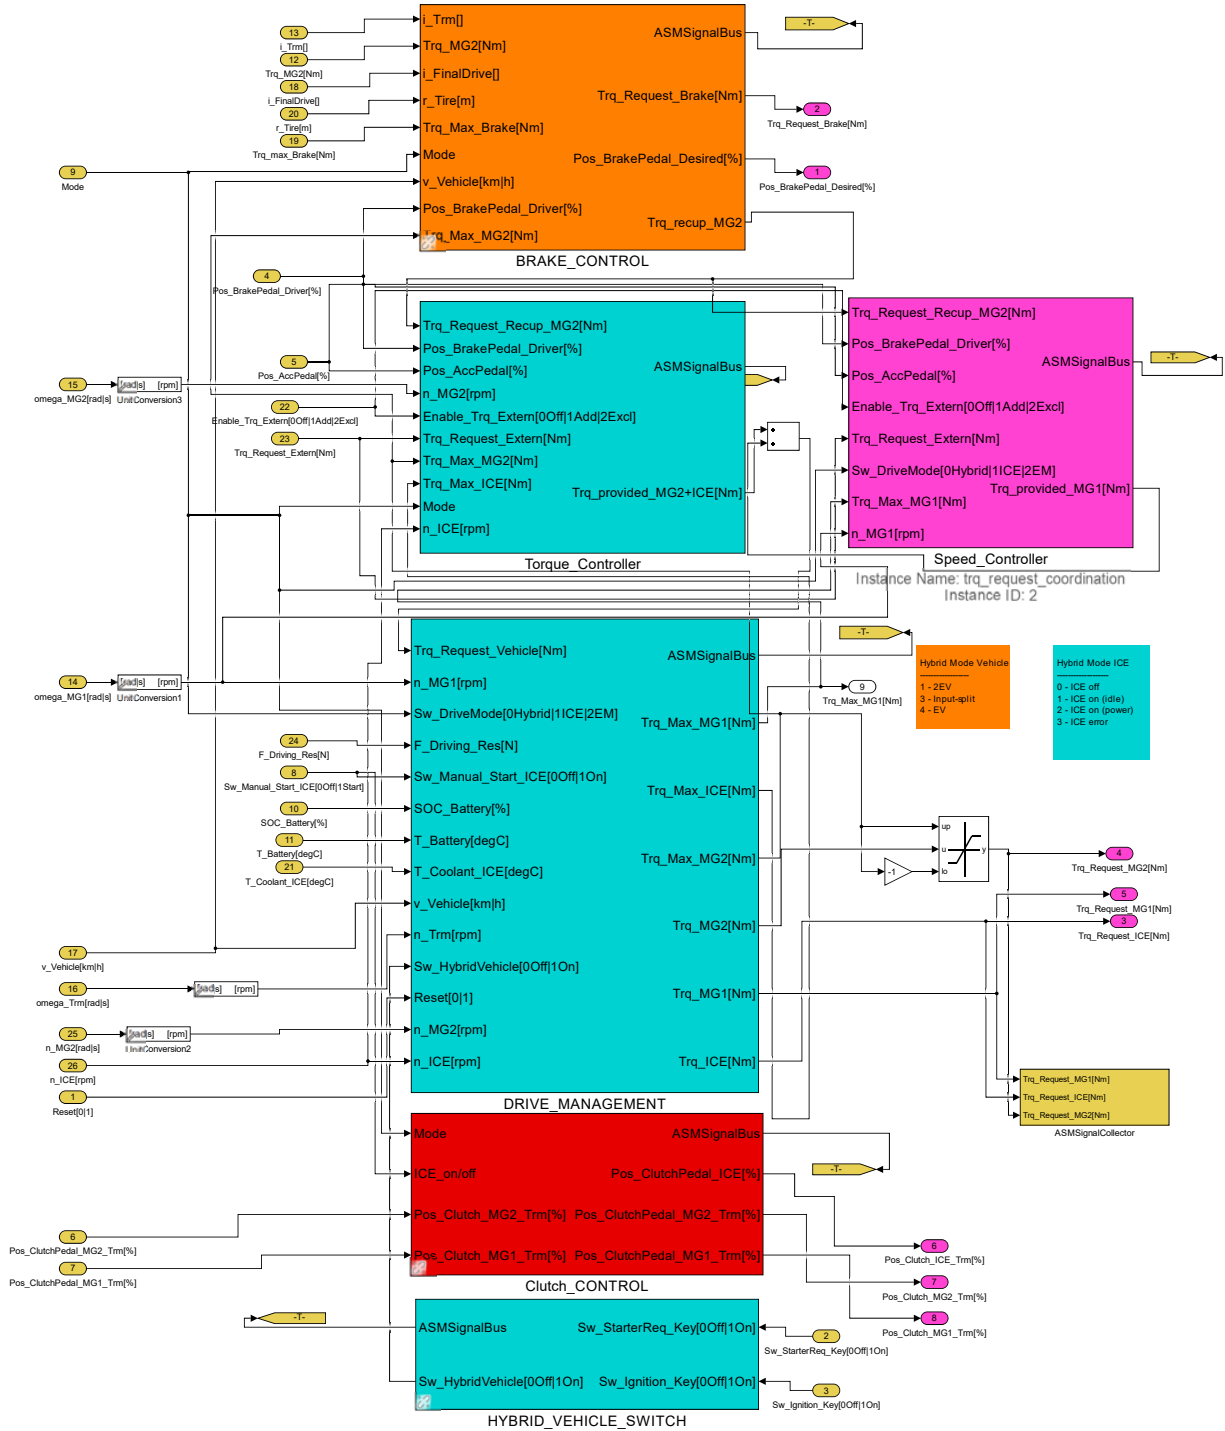 13
i_Trm[]
12
Trq_MG2[Nm]
18
i_FinalDrive[]
20
r_Tire[m]
19
Trq_max_Brake[Nm]
9
Mode
i_Trm[]
Trq_MG2[Nm]
i_FinalDrive[]
r_Tire[m]
Trq_Max_Brake[Nm]
Mode
v_Vehicle[km|h]
Pos_BrakePedal_Driver[%]
Trq_Max_MG2[Nm]
ASMSignalBus
Trq_Request_Brake[Nm]
Pos_BrakePedal_Desired[%]
Trq_recup_MG2
BRAKE_CONTROL
-T-
2
Trq_Request_Brake[Nm]
1
Pos_BrakePedal_Desired[%]
4
Pos_BrakePedal_Driver[%]
5
Pos_AccPedal[%]
15
omega_MG2[rad|s]
[rad|s] [rpm]
UnitConversion3
22
Enable_Trq_Extern[0Off|1Add|2Excl]
23
Trq_Request_Extern[Nm]
Trq_Request_Recup_MG2[Nm]
Pos_BrakePedal_Driver[%]
Pos_AccPedal[%]
n_MG2[rpm]
Enable_Trq_Extern[0Off|1Add|2Excl]
Trq_Request_Extern[Nm]
Trq_Max_MG2[Nm]
Trq_Max_ICE[Nm]
Mode
n_ICE[rpm]
ASMSignalBus
Trq_provided_MG2+ICE[Nm]
Torque_Controller
Trq_Request_Recup_MG2[Nm]
Pos_BrakePedal_Driver[%]
Pos_AccPedal[%]
Enable_Trq_Extern[0Off|1Add|2Excl]
Trq_Request_Extern[Nm]
Sw_DriveMode[0Hybrid|1ICE|2EM]
Trq_Max_MG1[Nm]
n_MG1[rpm]
ASMSignalBus
Trq_provided_MG1[Nm]
-T-
Speed_Controller
Instance Name: trq_request_coordination
Instance ID: 2
14
omega_MG1[rad|s]
[rad|s] [rpm]
UnitConversion1
24
F_Driving_Res[N]
8
Sw_Manual_Start_ICE[0Off|1Start]
10
SOC_Battery[%]
11
T_Battery[degC]
21
T_Coolant_ICE[degC]
17
v_Vehicle[km|h]
16
omega_Trm[rad|s]
[rad|s] [rpm]
25
n_MG2[rad|s]
[rad|s] [rpm]
UnitConversion2
26
n_ICE[rpm]
1
Reset[0|1]
Trq_Request_Vehicle[Nm]
n_MG1[rpm]
Sw_DriveMode[0Hybrid|1ICE|2EM]
F_Driving_Res[N]
Sw_Manual_Start_ICE[0Off|1On]
SOC_Battery[%]
T_Battery[degC]
T_Coolant_ICE[degC]
v_Vehicle[km|h]
n_Trm[rpm]
Sw_HybridVehicle[0Off|1On]
Reset[0|1]
n_MG2[rpm]
n_ICE[rpm]
ASMSignalBus
Trq_Max_MG1[Nm]
Trq_Max_ICE[Nm]
Trq_Max_MG2[Nm]
Trq_MG2[Nm]
Trq_MG1[Nm]
Trq_ICE[Nm]
DRIVE_MANAGEMENT
-T-
9
Trq_Max_MG1[Nm]
Hybrid Mode Vehicle
------------------
1 - 2EV
3 - Input-split
4 - EV
Hybrid Mode ICE
------------------
0 - ICE off
1 - ICE on (idle)
2 - ICE on (power)
3 - ICE error
up
u
lo
y
-1
4
Trq_Request_MG2[Nm]
5
Trq_Request_MG1[Nm]
3
Trq_Request_ICE[Nm]
Trq_Request_MG1[Nm]
Trq_Request_ICE[Nm]
Trq_Request_MG2[Nm]
ASMSignalCollector
Mode
ICE_on/off
Pos_Clutch_MG2_Trm[%]
Pos_Clutch_MG1_Trm[%]
ASMSignalBus
Pos_ClutchPedal_ICE[%]
Pos_ClutchPedal_MG2_Trm[%]
Pos_ClutchPedal_MG1_Trm[%]
Clutch_CONTROL
-T-
6
Pos_ClutchPedal_MG2_Trm[%]
7
Pos_ClutchPedal_MG1_Trm[%]
6
Pos_Clutch_ICE_Trm[%]
7
Pos_Clutch_MG2_Trm[%]
8
Pos_Clutch_MG1_Trm[%]
-T-
ASMSignalBus
Sw_HybridVehicle[0Off|1On]
Sw_StarterReq_Key[0Off|1On]
Sw_Ignition_Key[0Off|1On]
HYBRID_VEHICLE_SWITCH
2
Sw_StarterReq_Key[0Off|1On]
3
Sw_Ignition_Key[0Off|1On]